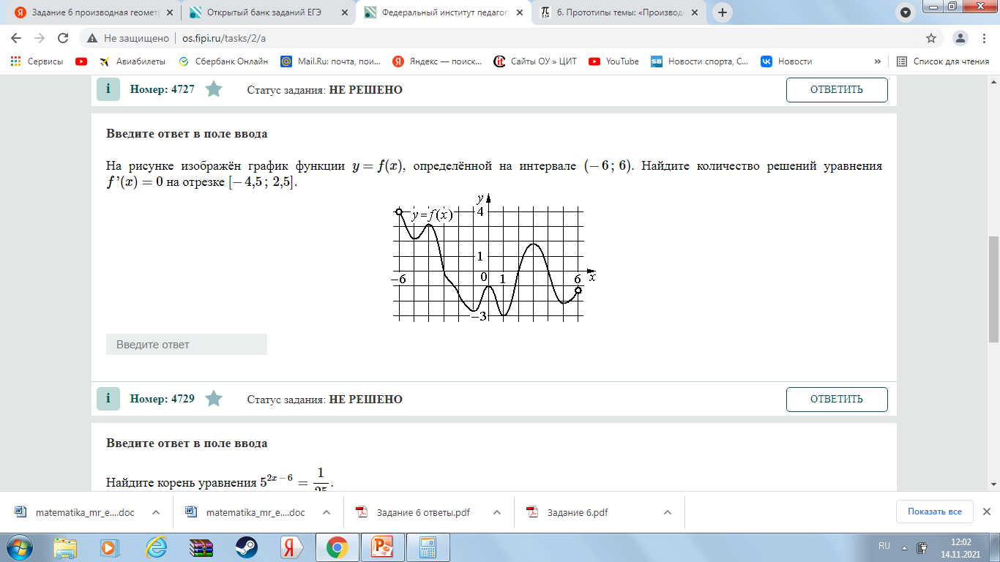 Задание 6 производная геометр
Открытый банк заданий ЕГЭ
Федеральный институт педагог
6. Прототипы темы: «Производн
Не защищено
os.fipi.ru/tasks/2/a
Сервисы
Авиабилеты
Сбербанк Онлайн
Mail.Ru: почта, пои...
Яндекс — поиск...
Сайты ОУ » ЦИТ
YouTube
Новости спорта, С...
Новости
»
Список для чтения
i
Номер: 4727
Статус задания: НЕ РЕШЕНО
ОТВЕТИТЬ
Введите ответ в поле ввода
На рисунке изображён график функции y = f(x), определённой на интервале (− 6 ; 6). Найдите количество решений уравнения
f ’(x) = 0 на отрезке [− 4,5 ; 2,5].
y
y = f(x)
4
1
−6
0
1
6
x
−3
Введите ответ
i
Номер: 4729
Статус задания: НЕ РЕШЕНО
ОТВЕТИТЬ
Введите ответ в поле ввода
Найдите корень уравнения 5^{2x − 6} = 1/25.
matematika_mr_e....doc
matematika_mr_e....doc
Задание 6 ответы.pdf
Задание 6.pdf
Показать все
RU
12:02
14.11.2021